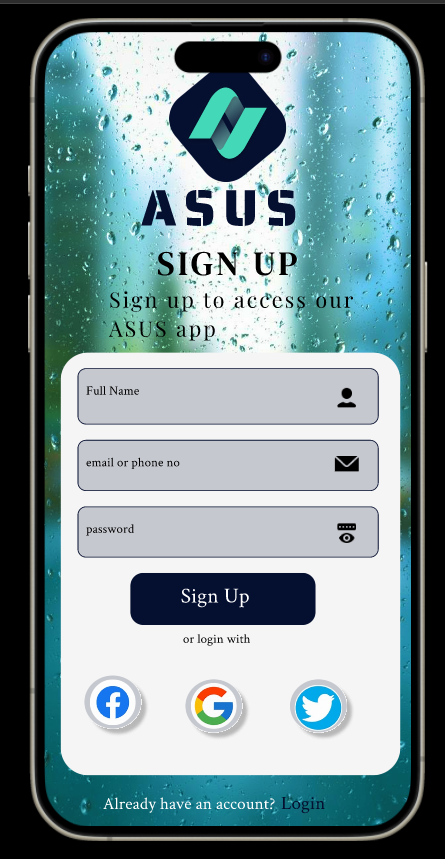 ASUS
SIGN UP
Sign up to access our
ASUS app
Full Name
email or phone no
password
Sign Up
or login with
Already have an account? Login